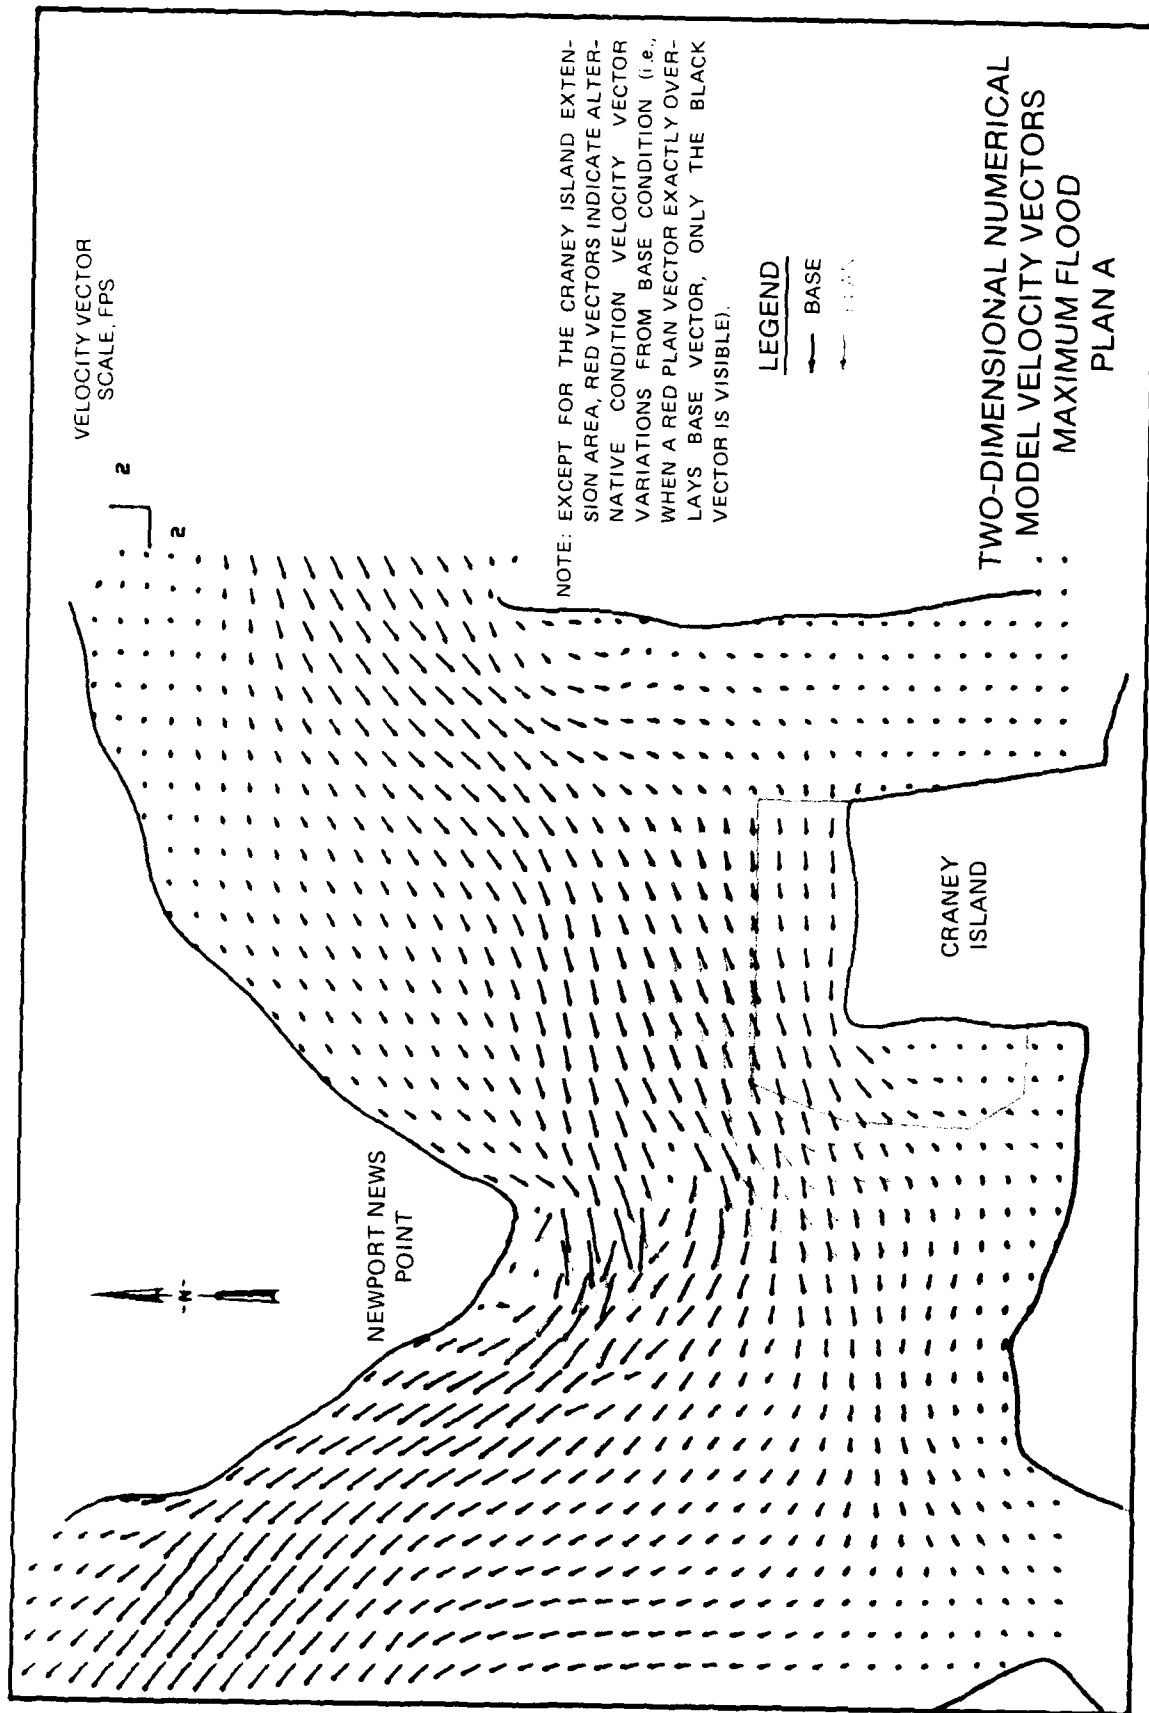 VELOCITY VECTOR
SCALE, FPS
2
2
NOTE: EXCEPT FOR THE CRANEY ISLAND EXTEN-
SION AREA, RED VECTORS INDICATE ALTER-
NATIVE CONDITION VELOCITY VECTOR
VARIATIONS FROM BASE CONDITION (i.e.,
WHEN A RED PLAN VECTOR EXACTLY OVER-
LAYS BASE VECTOR, ONLY THE BLACK
VECTOR IS VISIBLE).
LEGEND
BASE
-N-
NEWPORT NEWS
POINT
CRANEY
ISLAND
TWO-DIMENSIONAL NUMERICAL
MODEL VELOCITY VECTORS
MAXIMUM FLOOD
PLAN A